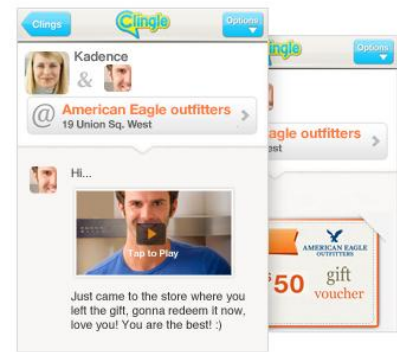 Clings
Clingle
Options
Kadence
&
@ American Eagle outfitters
19 Union Sq. West
Hi...
Tap to Play
Just came to the store where you
left the gift, gonna redeem it now,
love you! You are the best! :)
ingle
Options
agle outfitters
est
AMERICAN EAGLE
OUTFITTERS
50 gift
voucher